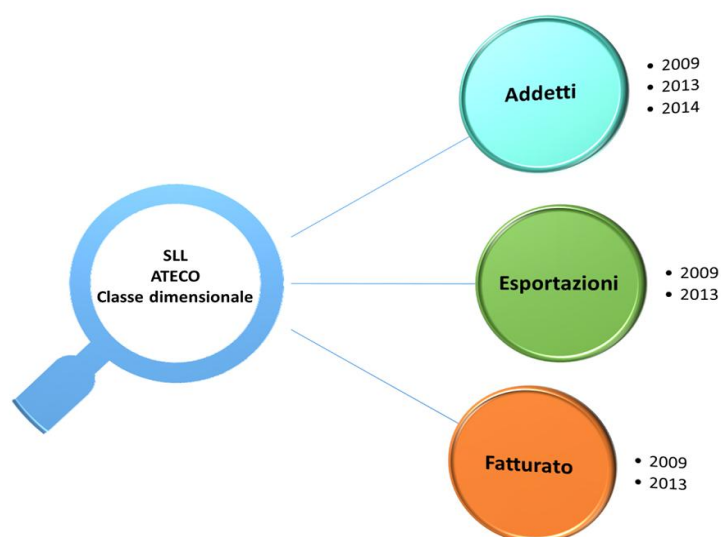 SLL
ATECO
Classe dimensionale
Addetti
• 2009
• 2013
• 2014
Esportazioni
• 2009
• 2013
Fatturato
• 2009
• 2013